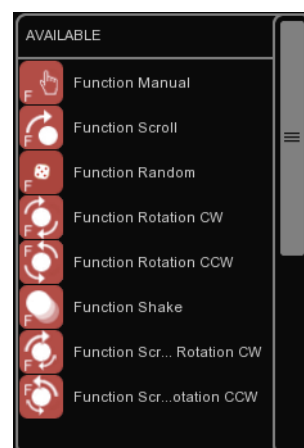 AVAILABLE
F
Function Manual
F
Function Scroll
F
Function Random
F
Function Rotation CW
F
Function Rotation CCW
F
Function Shake
F
Function Scr... Rotation CW
F
Function Scr...otation CCW